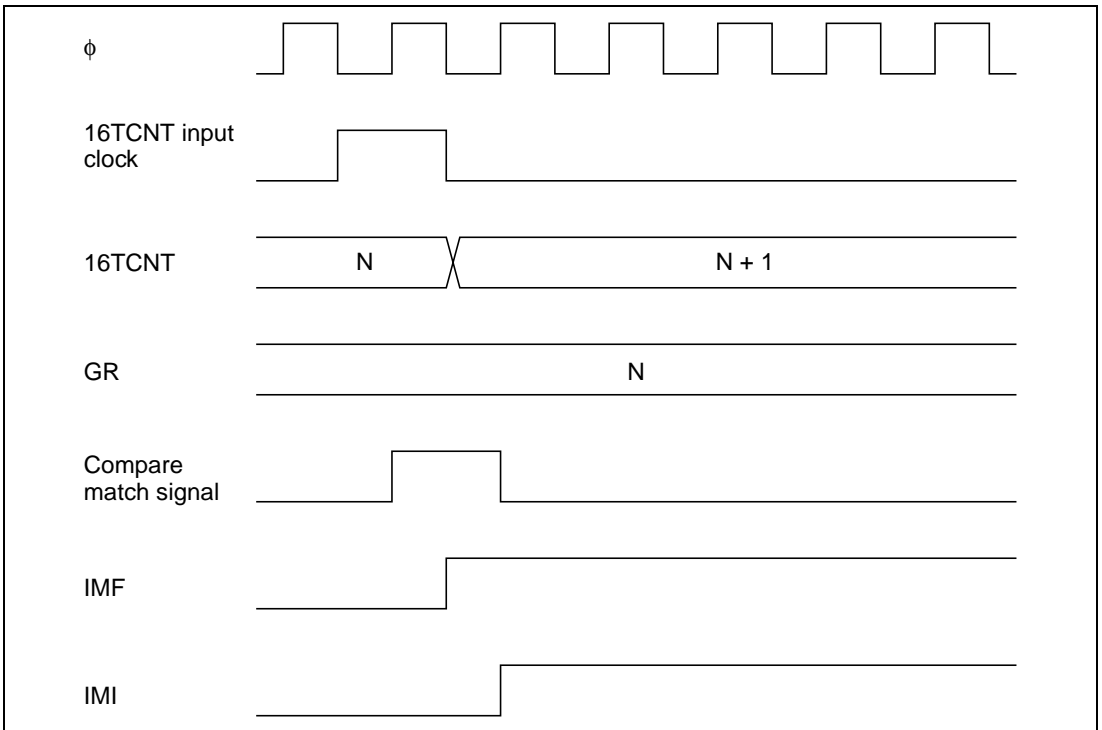 ϕ
16TCNT input
clock
16TCNT
N
N + 1
GR
N
Compare
match signal
IMF
IMI